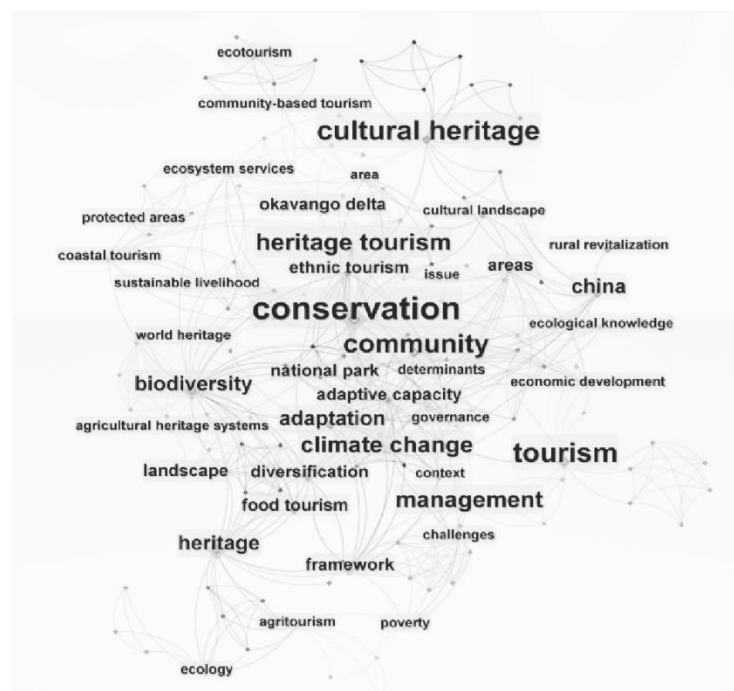 ecotourism
community-based tourism
cultural heritage
ecosystem services
area
okavango delta
cultural landscape
protected areas
heritage tourism
rural revitalization
coastal tourism
ethnic tourism
issue
areas
sustainable livelihood
china
conservation
ecological knowledge
world heritage
community
national park
determinants
biodiversity
economic development
adaptive capacity
adaptation
governance
agricultural heritage systems
climate change
tourism
landscape
diversification
context
food tourism
management
challenges
heritage
framework
agritourism
poverty
ecology